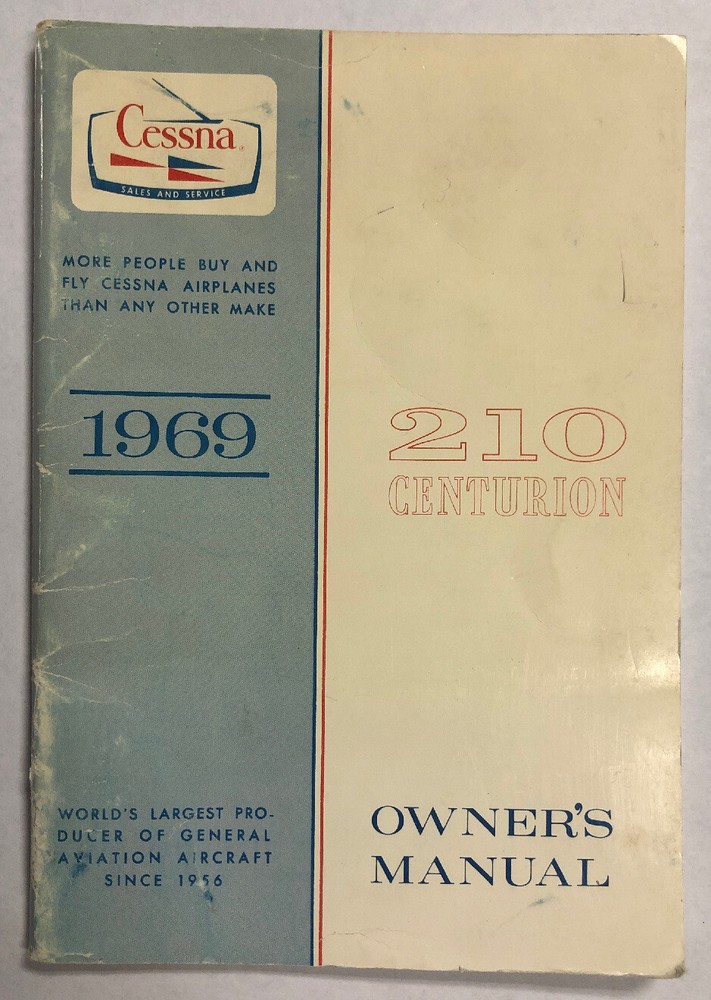 Cessna®
SALES AND SERVICE
MORE PEOPLE BUY AND
FLY CESSNA AIRPLANES
THAN ANY OTHER MAKE
1969
210
CENTURION
WORLD'S LARGEST PRO-
DUCER OF GENERAL
AVIATION AIRCRAFT
SINCE 1956
OWNER'S
MANUAL